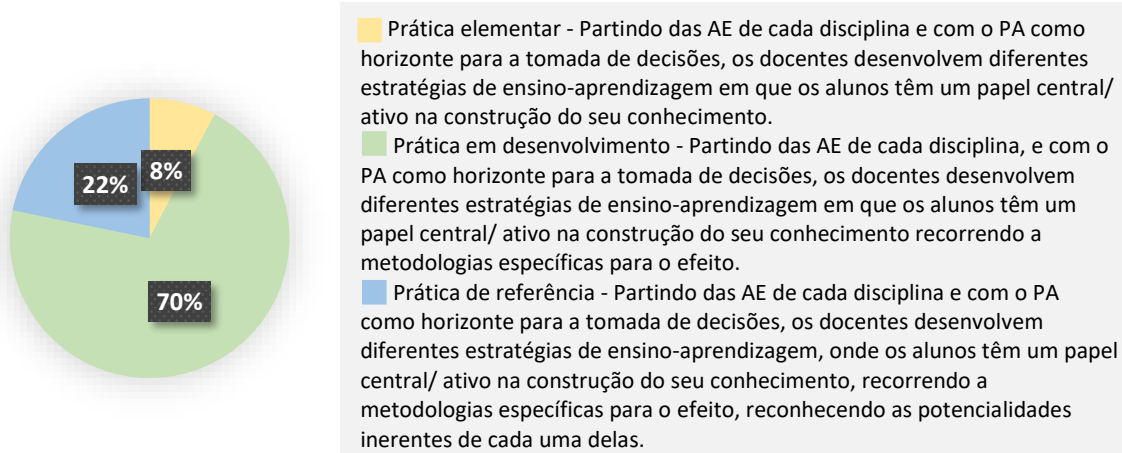 22%
8%
70%
Prática elementar - Partindo das AE de cada disciplina e com o PA como
horizonte para a tomada de decisões, os docentes desenvolvem diferentes
estratégias de ensino-aprendizagem em que os alunos têm um papel central/
ativo na construção do seu conhecimento.
Prática em desenvolvimento - Partindo das AE de cada disciplina, e com o
PA como horizonte para a tomada de decisões, os docentes desenvolvem
diferentes estratégias de ensino-aprendizagem em que os alunos têm um
papel central/ ativo na construção do seu conhecimento recorrendo a
metodologias específicas para o efeito.
Prática de referência - Partindo das AE de cada disciplina e com o PA
como horizonte para a tomada de decisões, os docentes desenvolvem
diferentes estratégias de ensino-aprendizagem, onde os alunos têm um papel
central/ ativo na construção do seu conhecimento, recorrendo a
metodologias específicas para o efeito, reconhecendo as potencialidades
inerentes de cada uma delas.